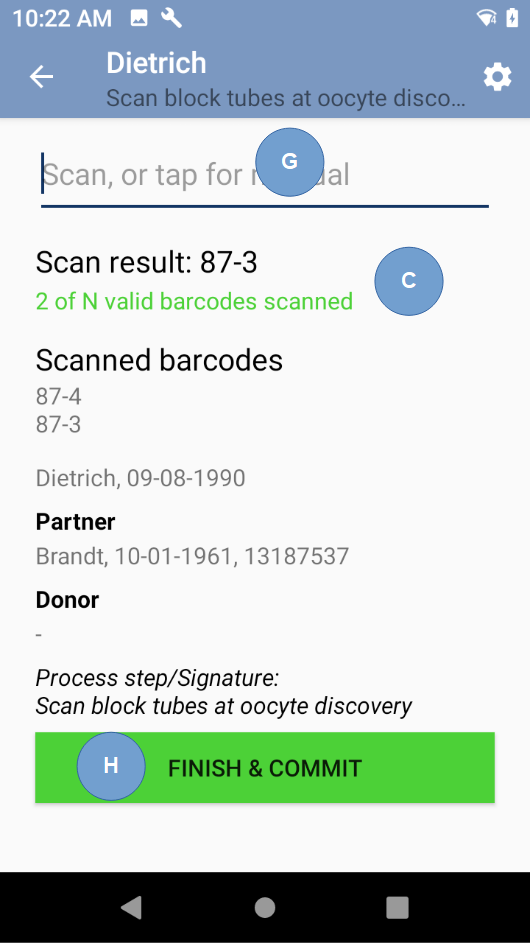 10:22 AM
Dietrich
Scan block tubes at oocyte disco...
Scan, or tap for
G
Scan result: 87-3
C
2 of N valid barcodes scanned
Scanned barcodes
87-4
87-3
Dietrich, 09-08-1990
Partner
Brandt, 10-01-1961, 13187537
Donor
-
Process step/Signature:
Scan block tubes at oocyte discovery
H
FINISH & COMMIT